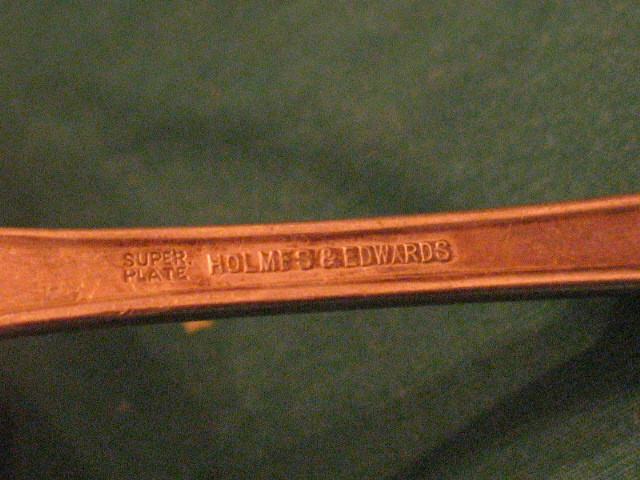 SUPER.
PLATE
HOLMES & EDWARDS